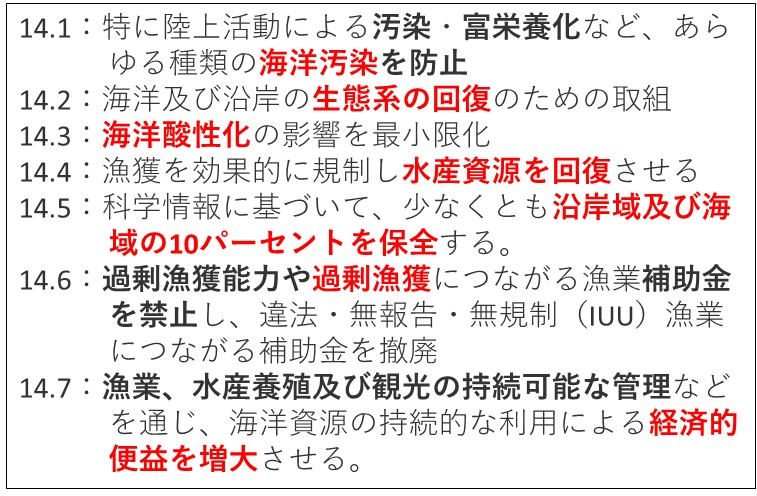 14.1：特に陸上活動による汚染・富栄養化など、あら
ゆる種類の海洋汚染を防止
14.2：海洋及び沿岸の生態系の回復のための取組
14.3：海洋酸性化の影響を最小限化
14.4：漁獲を効果的に規制し水産資源を回復させる
14.5：科学情報に基づいて、少なくとも沿岸域及び海
域の10パーセントを保全する。
14.6：過剰漁獲能力や過剰漁獲につながる漁業補助金
を禁止し、違法・無報告・無規制（IUU）漁業
につながる補助金を撤廃
14.7：漁業、水産養殖及び観光の持続可能な管理など
を通じ、海洋資源の持続的な利用による経済的
便益を増大させる。